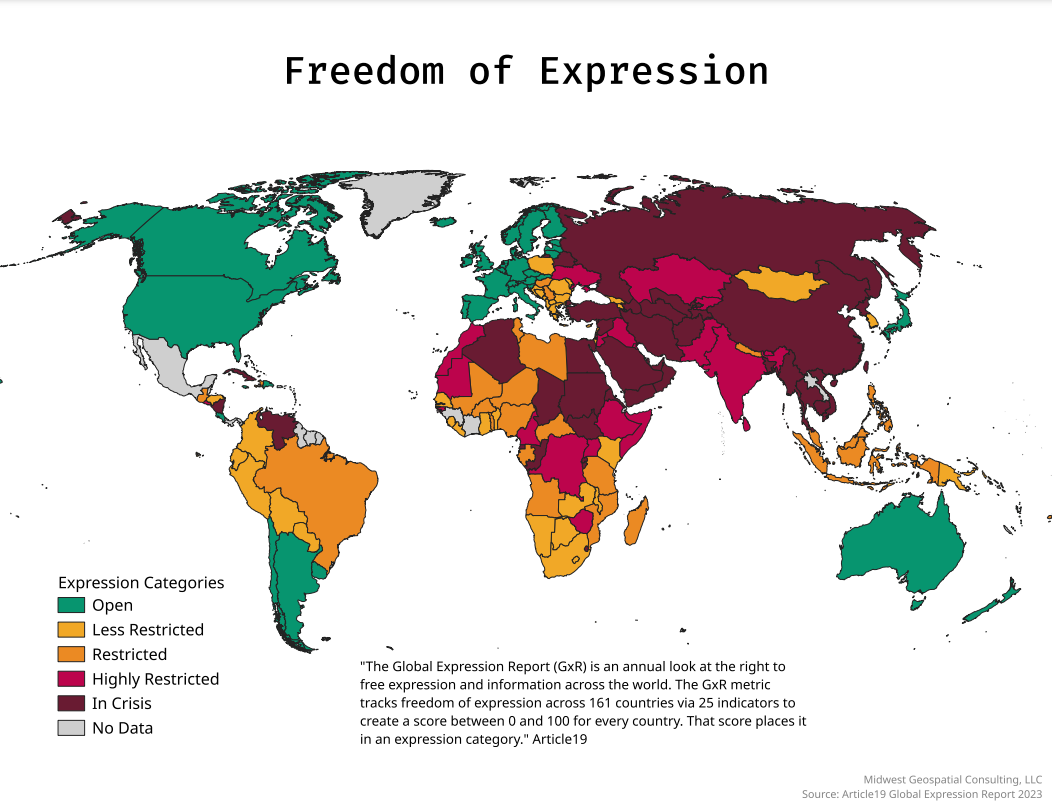 Freedom of Expression
Expression Categories
Open
Less Restricted
Restricted
Highly Restricted
In Crisis
No Data
"The Global Expression Report (GxR) is an annual look at the right to
free expression and information across the world. The GxR metric
tracks freedom of expression across 161 countries via 25 indicators to
create a score between 0 and 100 for every country. That score places it
in an expression category." Article19
Midwest Geospatial Consulting, LLC
Source: Article19 Global Expression Report 2023